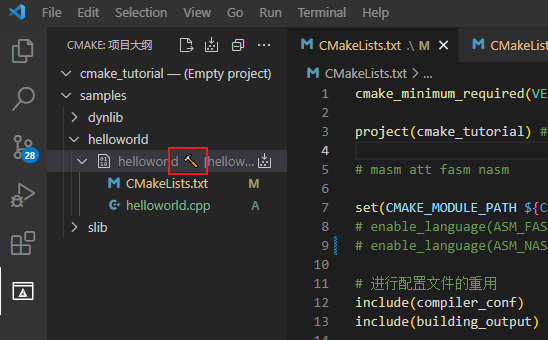 File Edit Selection View Go Run Terminal Help
CMAKE: 项目大纲
cmake_tutorial — (Empty project)
samples
dynlib
helloworld
helloworld [hellow...
CMakeLists.txt M
helloworld.cpp A
slib
28
CMakeLists.txt .\ M CMakeLists
CMakeLists.txt > ...
1 cmake_minimum_required(VE
2
3 project(cmake_tutorial) #
4
5 # masm att fasm nasm
6
7 set(CMAKE_MODULE_PATH ${C
8 # enable_language(ASM_FAS
9 # enable_language(ASM_NAS
10
11 # 进行配置文件的重用
12 include(compiler_conf)
13 include(building_output)